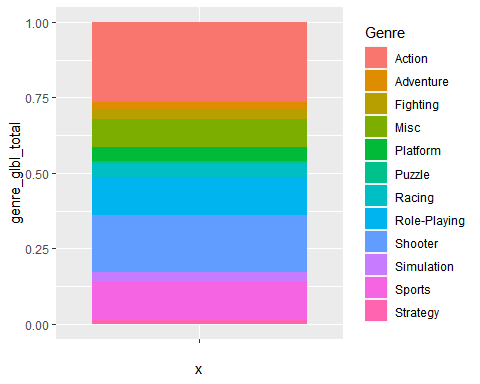 genre_glbl_total
1.00
0.75
0.50
0.25
0.00
x
Genre
Action
Adventure
Fighting
Misc
Platform
Puzzle
Racing
Role-Playing
Shooter
Simulation
Sports
Strategy